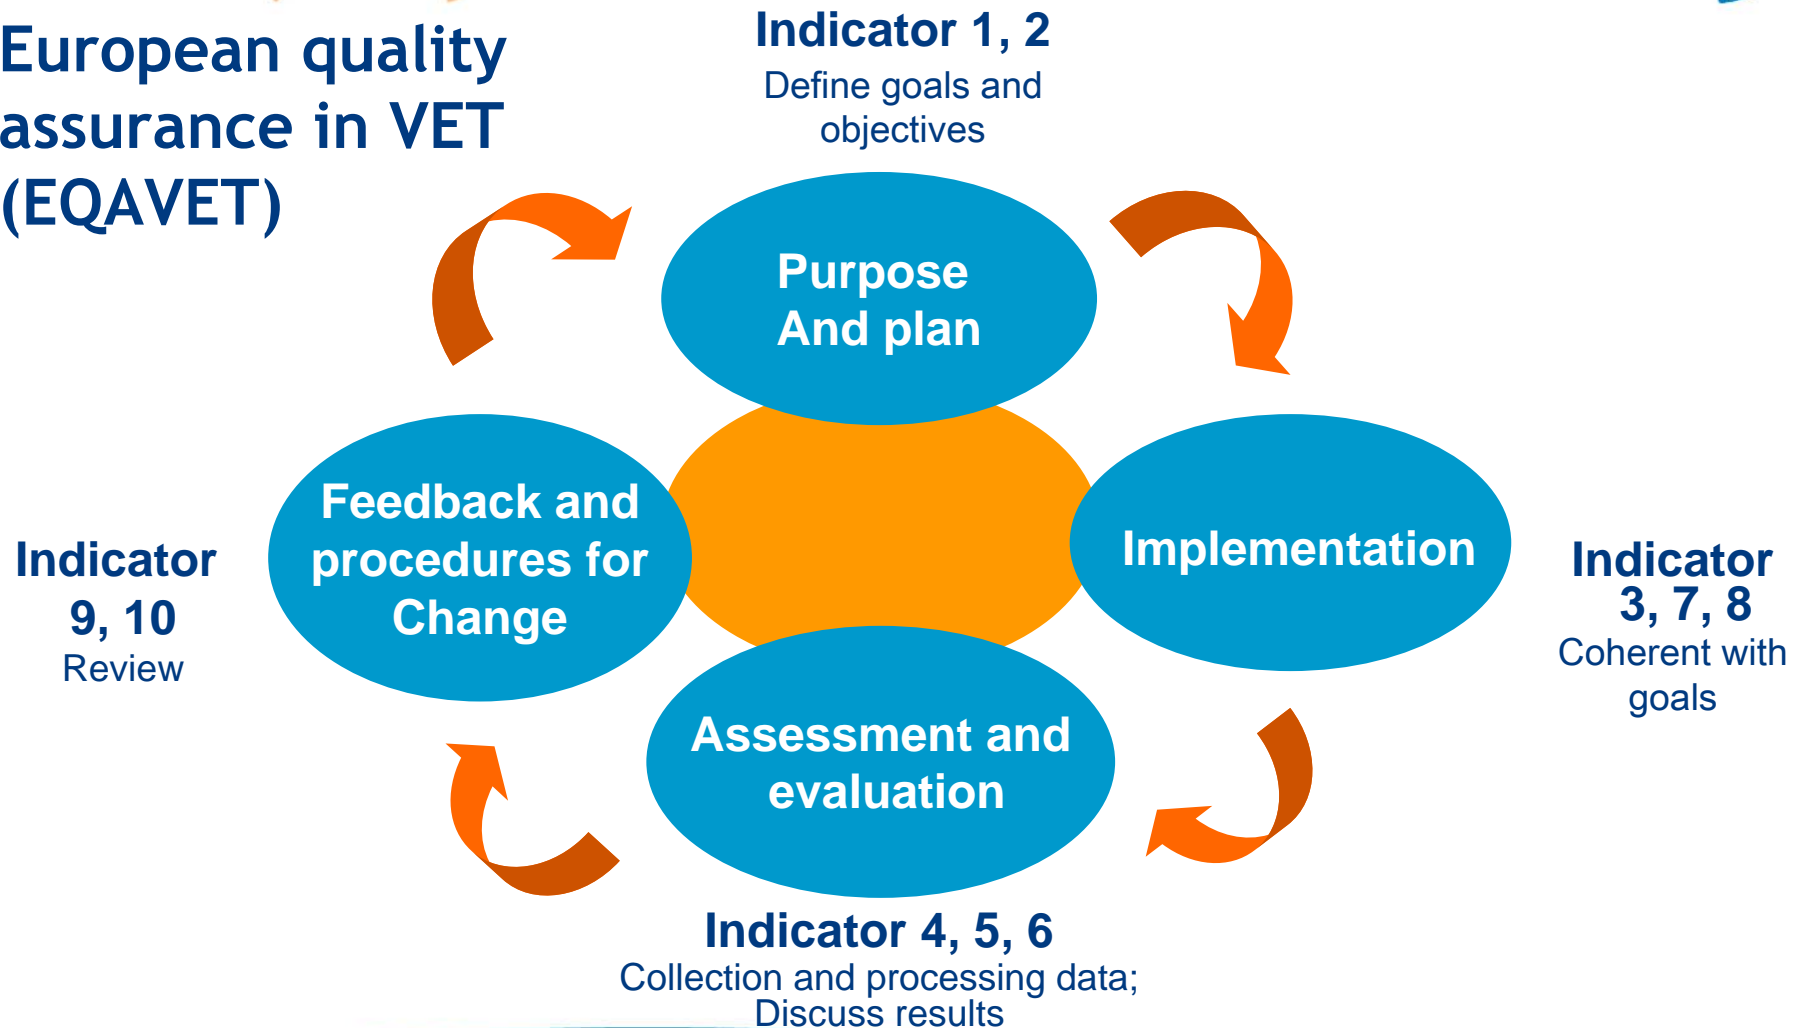 European quality
assurance in VET
(EQAVET)
Indicator 1, 2
Define goals and
objectives
Purpose
And plan
Implementation
Indicator
3, 7, 8
Coherent with
goals
Assessment and
evaluation
Indicator 4, 5, 6
Collection and processing data;
Discuss results
Feedback and
procedures for
Change
Indicator
9, 10
Review